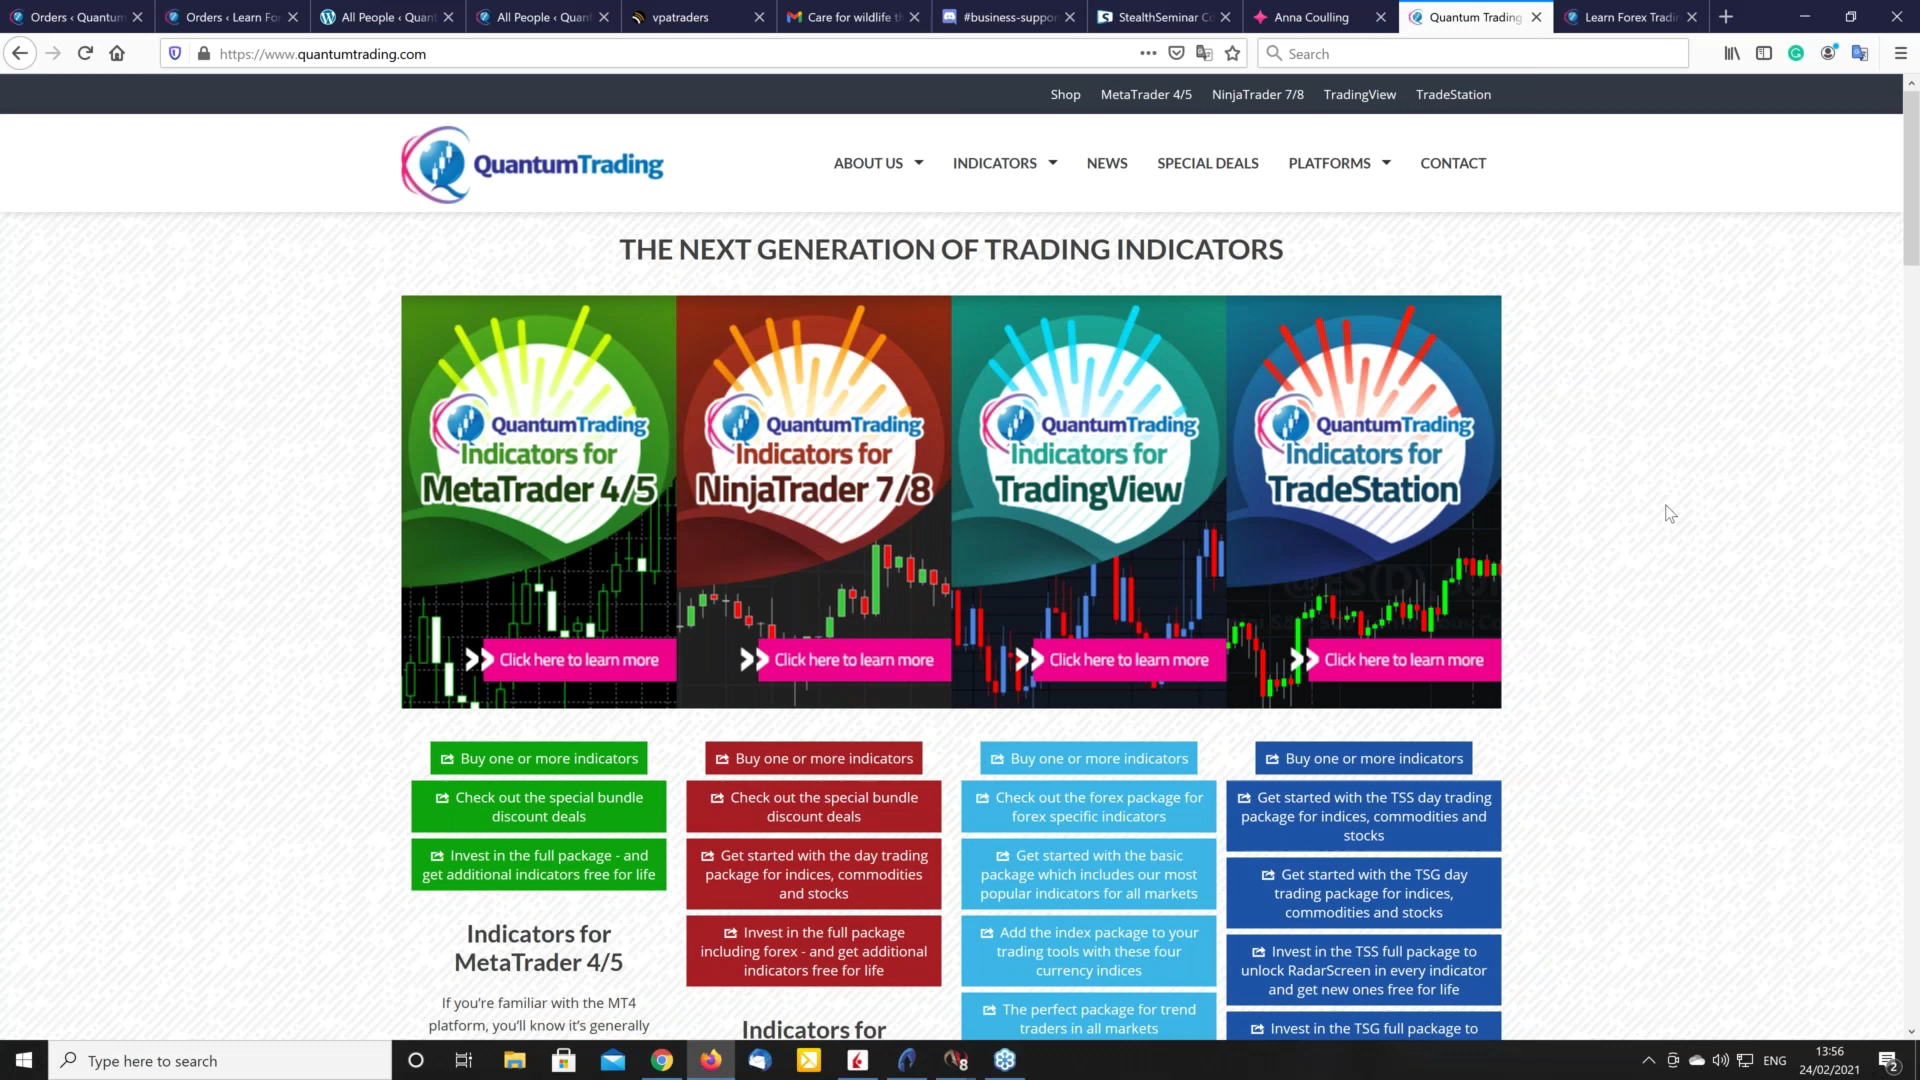 Orders ‹ Quantum
Orders ‹ Learn Fo
All People ‹ Quant
All People ‹ Quant
vpatraders
Care for wildlife th
#business-suppor
StealthSeminar Co
Anna Coulling
Quantum Trading
Learn Forex Tradin
https://www.quantumtrading.com
Search
Shop MetaTrader 4/5 NinjaTrader 7/8 TradingView TradeStation
QuantumTrading
ABOUT US INDICATORS NEWS SPECIAL DEALS PLATFORMS CONTACT
THE NEXT GENERATION OF TRADING INDICATORS
QuantumTrading
Indicators for
MetaTrader 4/5
Click here to learn more
QuantumTrading
Indicators for
NinjaTrader 7/8
Click here to learn more
QuantumTrading
Indicators for
TradingView
Click here to learn more
QuantumTrading
Indicators for
TradeStation
Click here to learn more
Buy one or more indicators
Check out the special bundle
discount deals
Invest in the full package - and
get additional indicators free for life
Indicators for
MetaTrader 4/5
If you're familiar with the MT4
platform, you'll know it's generally
Buy one or more indicators
Check out the special bundle
discount deals
Get started with the day trading
package for indices, commodities
and stocks
Invest in the full package
including forex - and get additional
indicators free for life
Indicators for
Buy one or more indicators
Check out the forex package for
forex specific indicators
Get started with the basic
package which includes our most
popular indicators for all markets
Add the index package to your
trading tools with these four
currency indices
The perfect package for trend
traders in all markets
Buy one or more indicators
Get started with the TSS day trading
package for indices, commodities and
stocks
Get started with the TSG day
trading package for indices,
commodities and stocks
Invest in the TSS full package to
unlock RadarScreen in every indicator
and get new ones free for life
Invest in the TSG full package to
Type here to search
8
ENG
13:56
24/02/2021
2